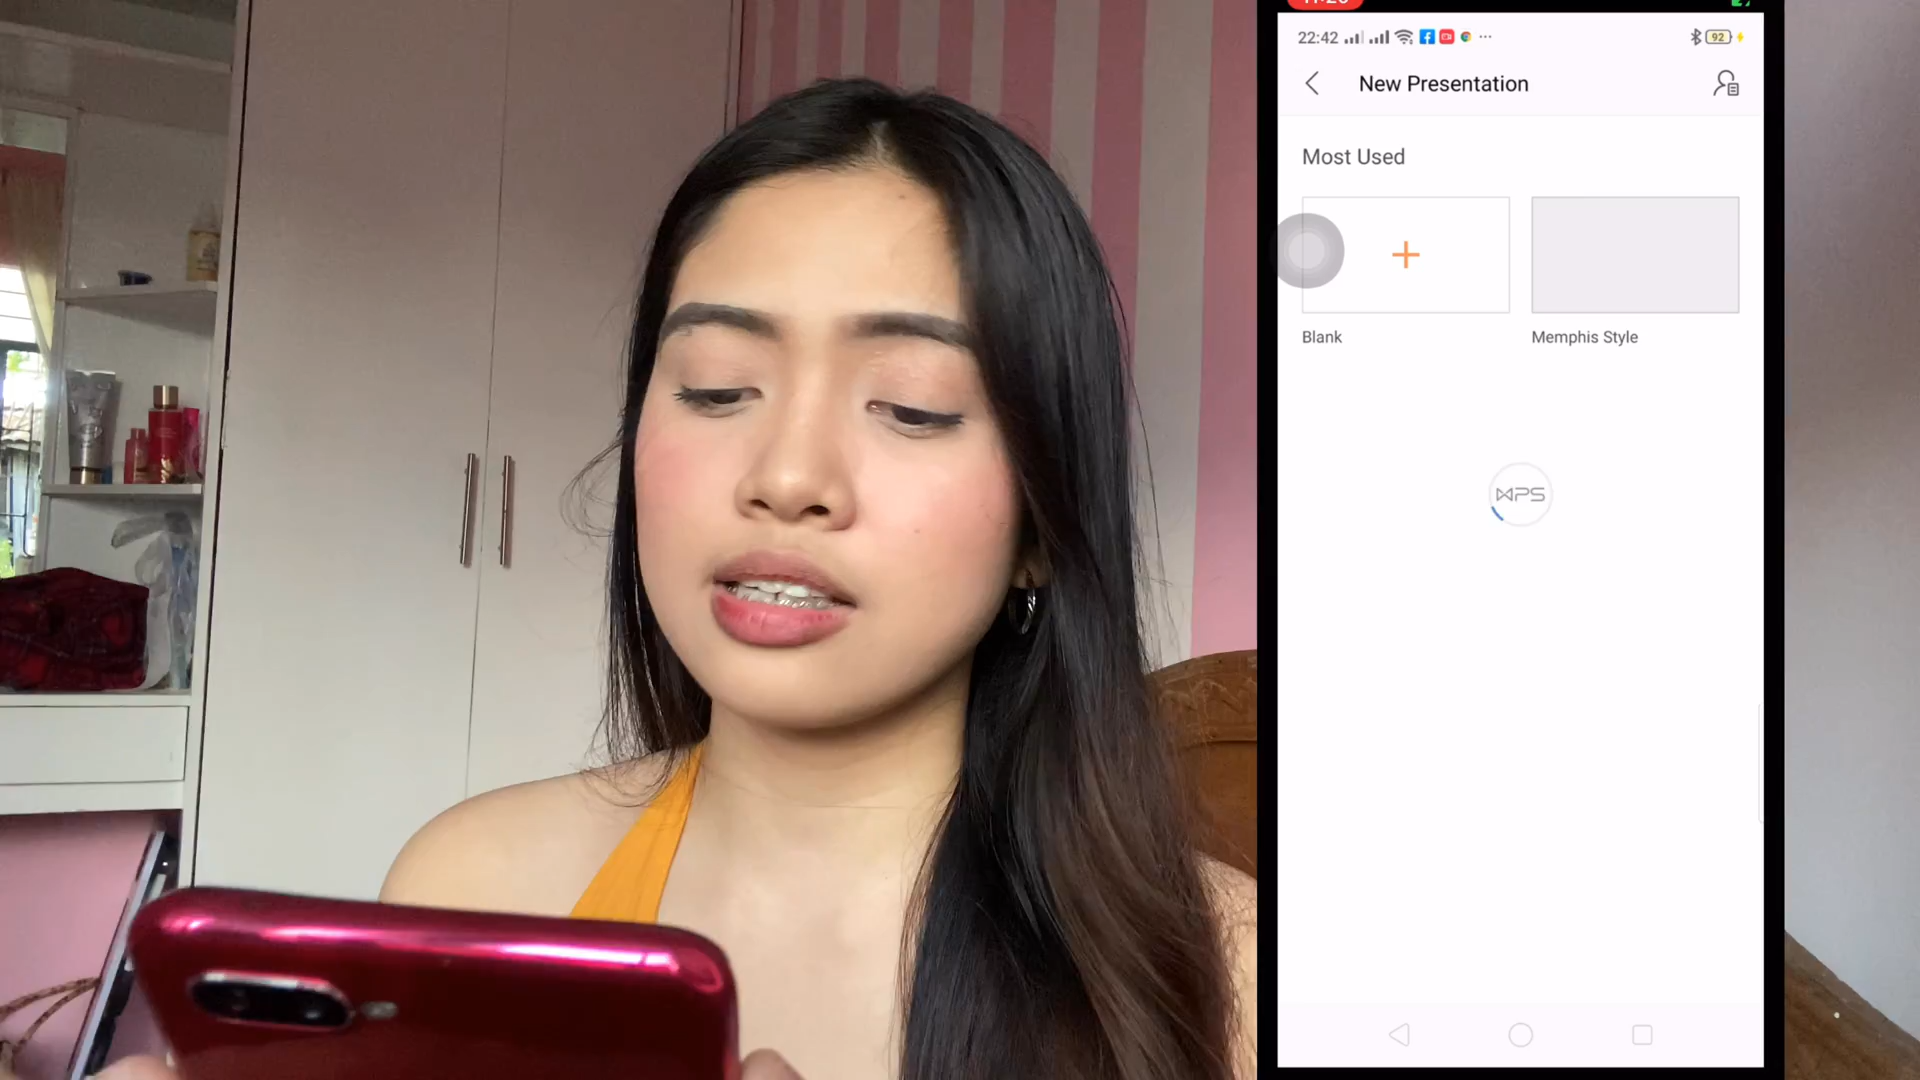 22:42
92
New Presentation
Most Used
Blank
Memphis Style
WPS